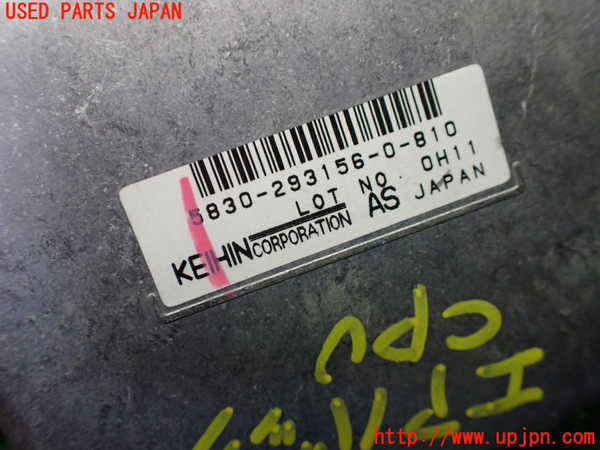 USED PARTS JAPAN
5830-293156-0-810
LOT NO. 0H11
KEIHIN CORPORATION AS JAPAN
CPU
http://www.upjpn.com/